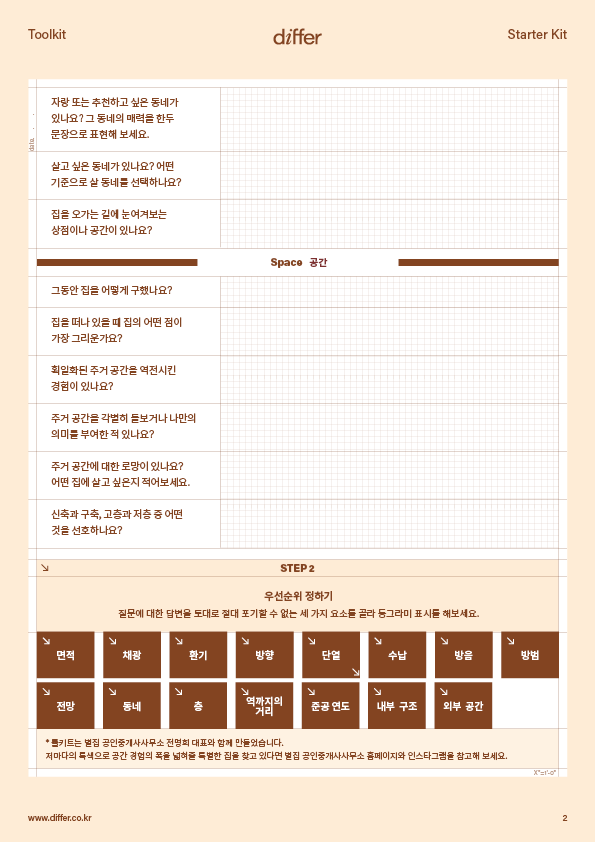 Toolkit
differ
Starter Kit
자랑 또는 추천하고 싶은 동네가
있나요? 그 동네의 매력을 한두
문장으로 표현해 보세요.
살고 싶은 동네가 있나요? 어떤
기준으로 살 동네를 선택하나요?
집을 오가는 길에 눈여겨보는
상점이나 공간이 있나요?
Space 공간
그동안 집을 어떻게 구했나요?
집을 떠나 있을 때 집의 어떤 점이
가장 그리운가요?
획일화된 주거 공간을 역전시킨
경험이 있나요?
주거 공간을 각별히 돌보거나 나만의
의미를 부여한 적 있나요?
주거 공간에 대한 로망이 있나요?
어떤 집에 살고 싶은지 적어보세요.
신축과 구축, 고층과 저층 중 어떤
것을 선호하나요?
STEP 2
우선순위 정하기
질문에 대한 답변을 토대로 절대 포기할 수 없는 세 가지 요소를 골라 동그라미 표시를 해보세요.
면적
채광
환기
방향
단열
수납
방음
방범
전망
동네
층
역까지의
거리
준공 연도
내부 구조
외부 공간
* 툴키트는 별집 공인중개사사무소 전명희 대표와 함께 만들었습니다.
저마다의 특색으로 공간 경험의 폭을 넓혀줄 특별한 집을 찾고 있다면 별집 공인중개사사무소 홈페이지와 인스타그램을 참고해 보세요.
www.differ.co.kr
2